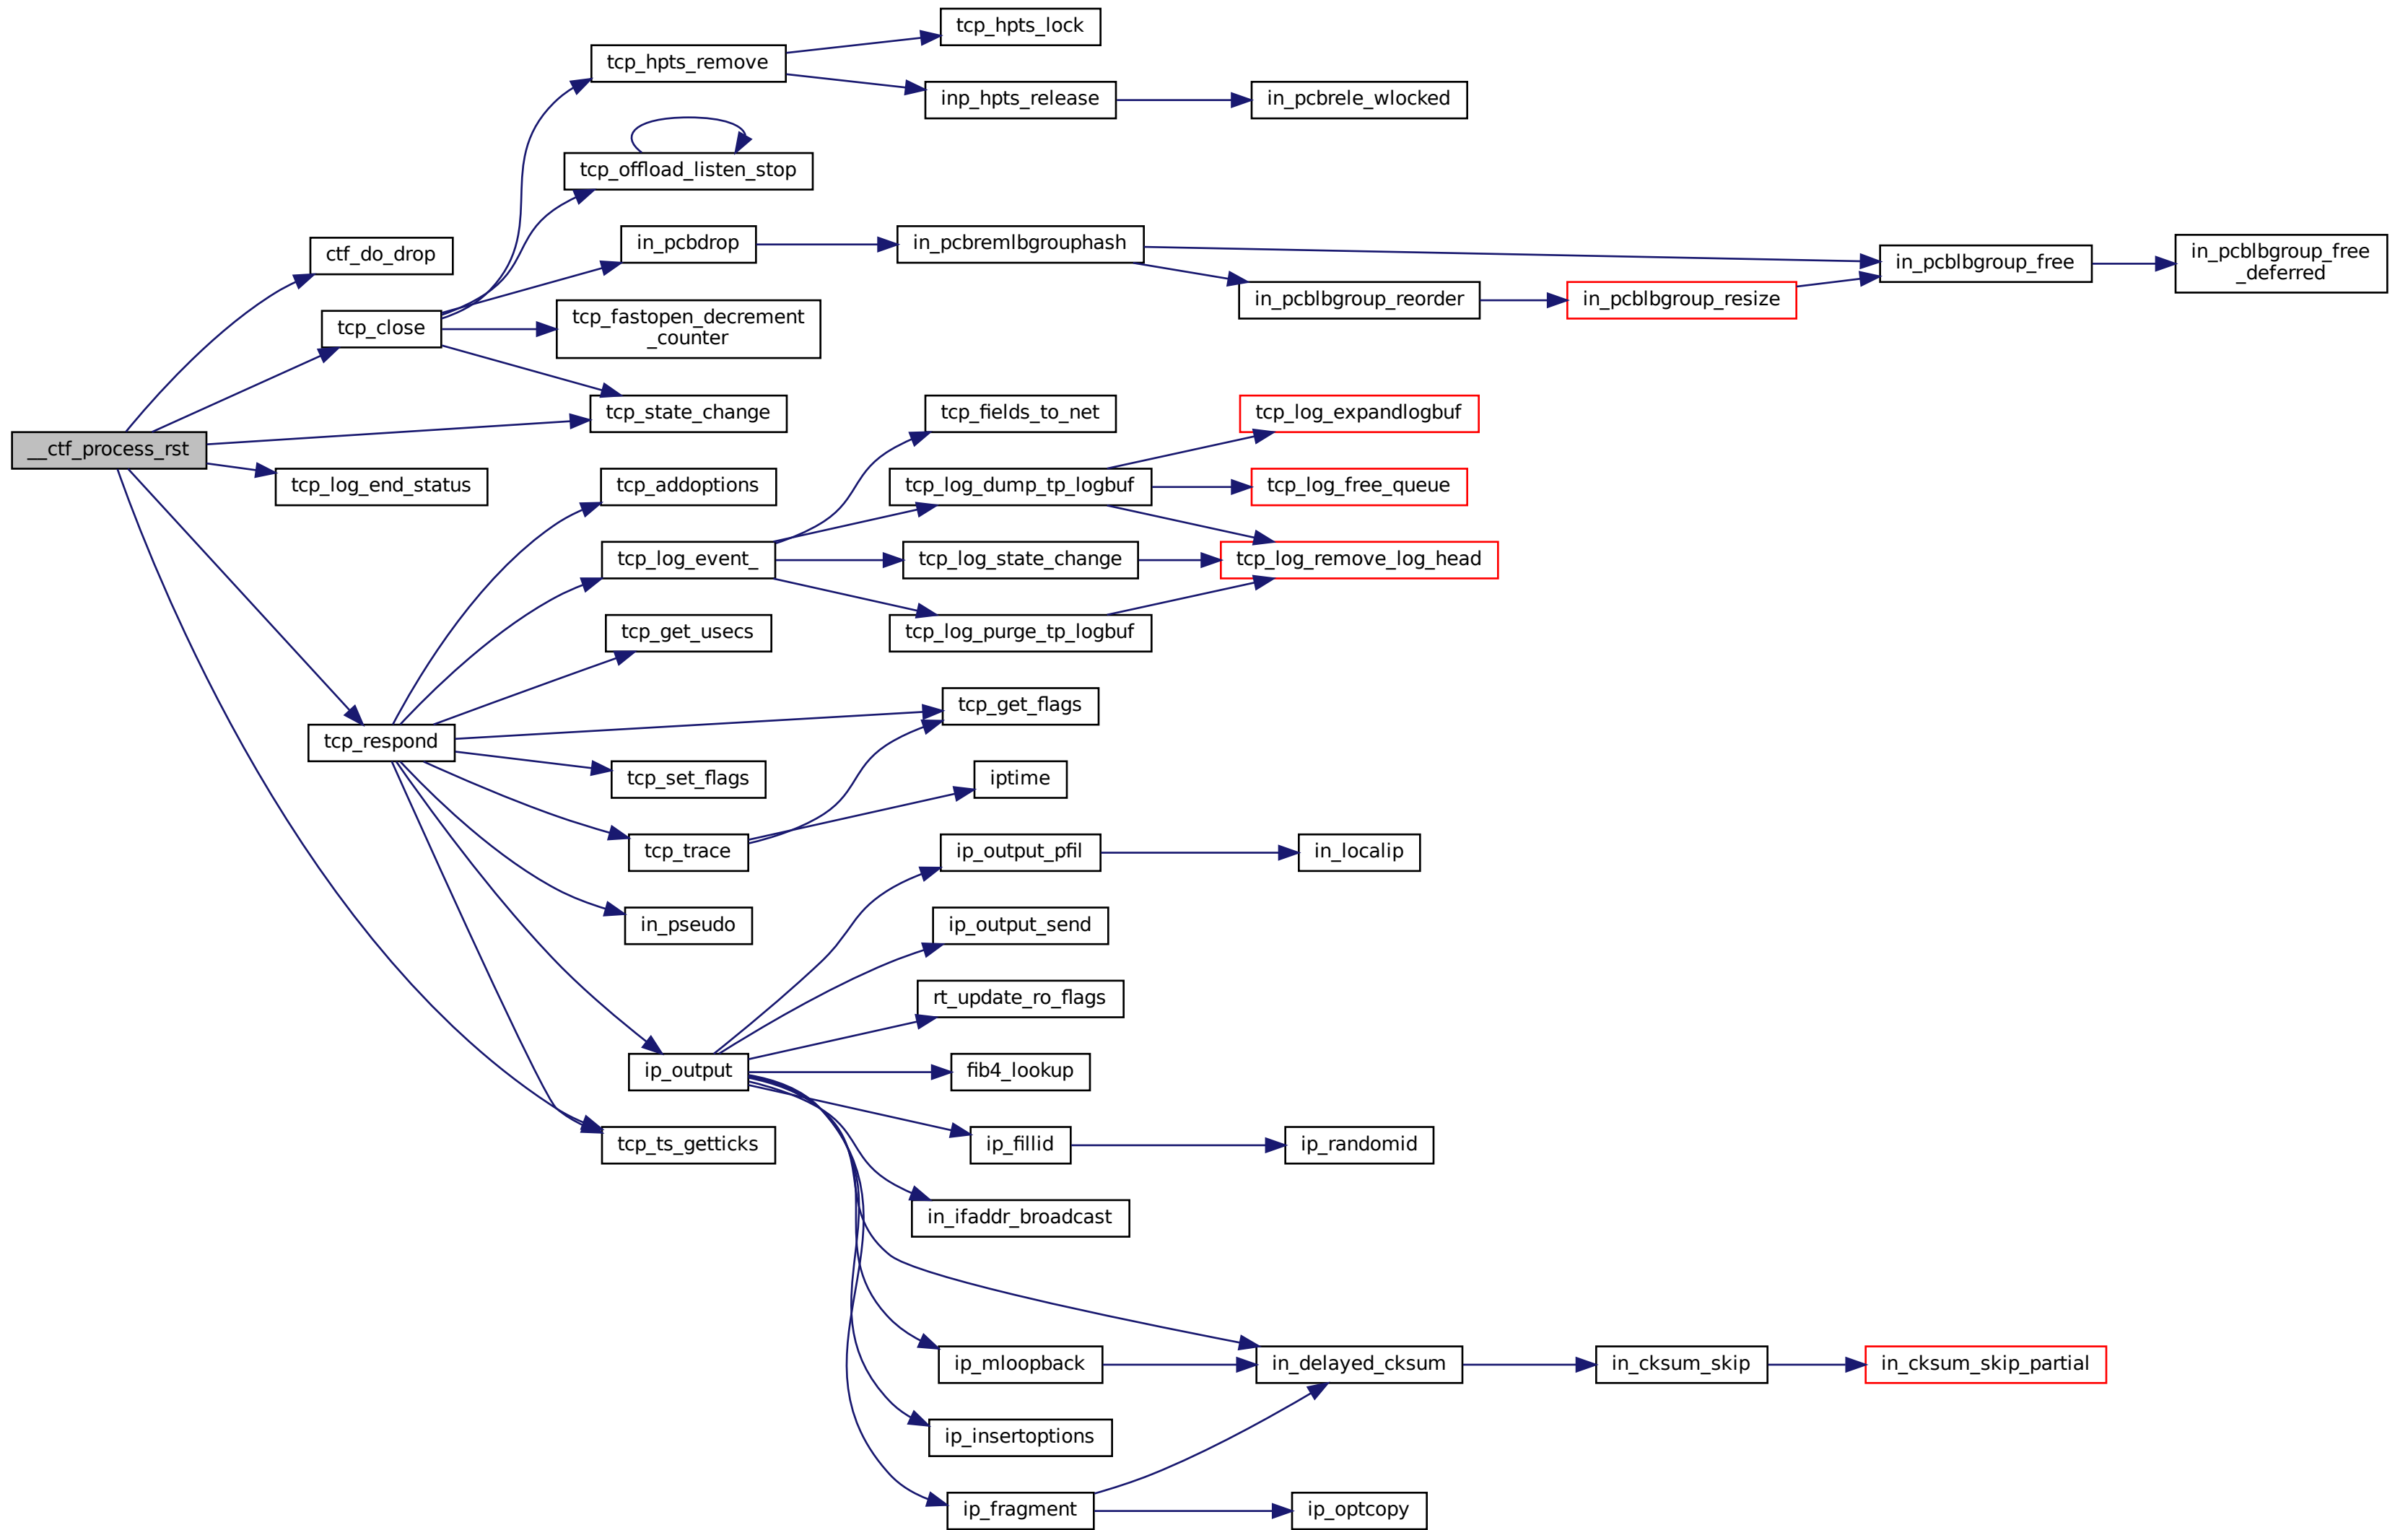 tcp_hpts_lock
tcp_hpts_remove
inp_hpts_release
in_pcbrele_wlocked
tcp_offload_listen_stop
ctf_do_drop
in_pcbdrop
in_pcbremlbgrouphash
in_pcblbgroup_free
in_pcblbgroup_free
_deferred
in_pcblbgroup_reorder
in_pcblbgroup_resize
tcp_close
tcp_fastopen_decrement
_counter
tcp_state_change
tcp_fields_to_net
tcp_log_expandlogbuf
__ctf_process_rst
tcp_log_end_status
tcp_addoptions
tcp_log_dump_tp_logbuf
tcp_log_free_queue
tcp_log_event_
tcp_log_state_change
tcp_log_remove_log_head
tcp_get_usecs
tcp_log_purge_tp_logbuf
tcp_get_flags
tcp_respond
tcp_set_flags
iptime
tcp_trace
ip_output_pfil
in_localip
in_pseudo
ip_output_send
rt_update_ro_flags
ip_output
fib4_lookup
tcp_ts_getticks
ip_fillid
ip_randomid
in_ifaddr_broadcast
ip_mloopback
in_delayed_cksum
in_cksum_skip
in_cksum_skip_partial
ip_insertoptions
ip_fragment
ip_optcopy